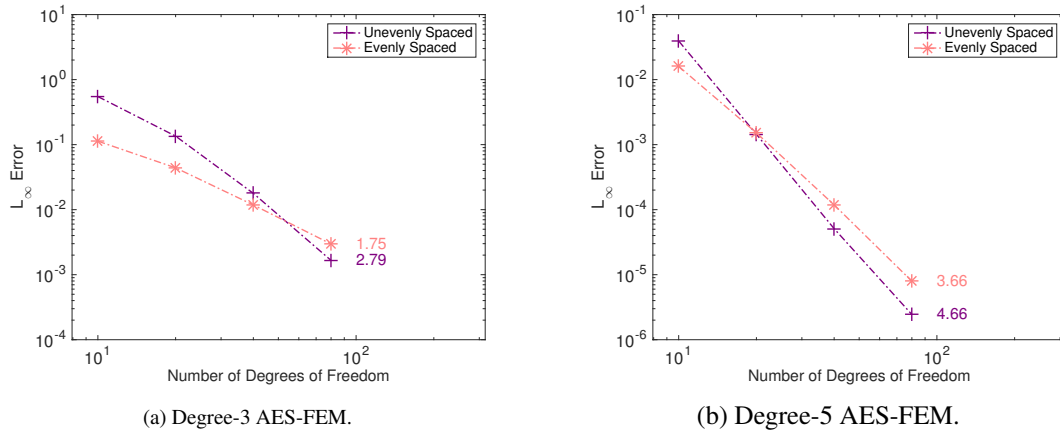 10^1
10^0
10^-1
10^-2
10^-3
10^-4
L∞ Error
Unevenly Spaced
Evenly Spaced
1.75
2.79
10^1
10^2
Number of Degrees of Freedom
(a) Degree-3 AES-FEM.
10^-1
10^-2
10^-3
10^-4
10^-5
10^-6
L∞ Error
Unevenly Spaced
Evenly Spaced
3.66
4.66
10^1
10^2
Number of Degrees of Freedom
(b) Degree-5 AES-FEM.